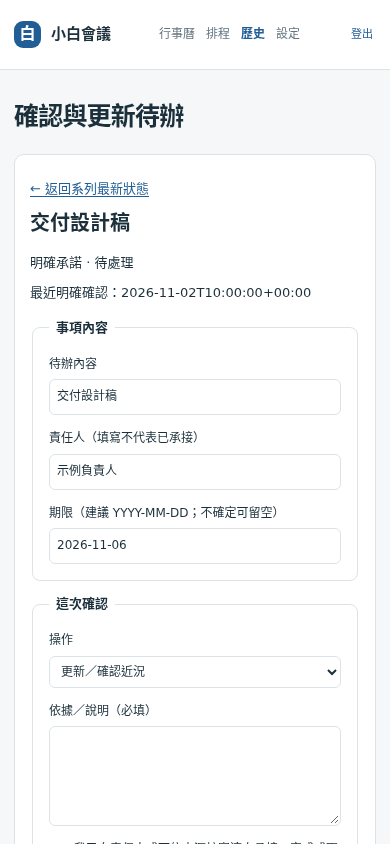 白 小白會議 行事曆 排程 歷史 設定 登出
確認與更新待辦
← 返回系列最新狀態
交付設計稿
明確承諾 · 待處理
最近明確確認：2026-11-02T10:00:00+00:00
事項內容
待辦內容
交付設計稿
責任人（填寫不代表已承接）
示例負責人
期限（建議 YYYY-MM-DD；不確定可留空）
2026-11-06
這次確認
操作
更新／確認近況
依據／說明（必填）